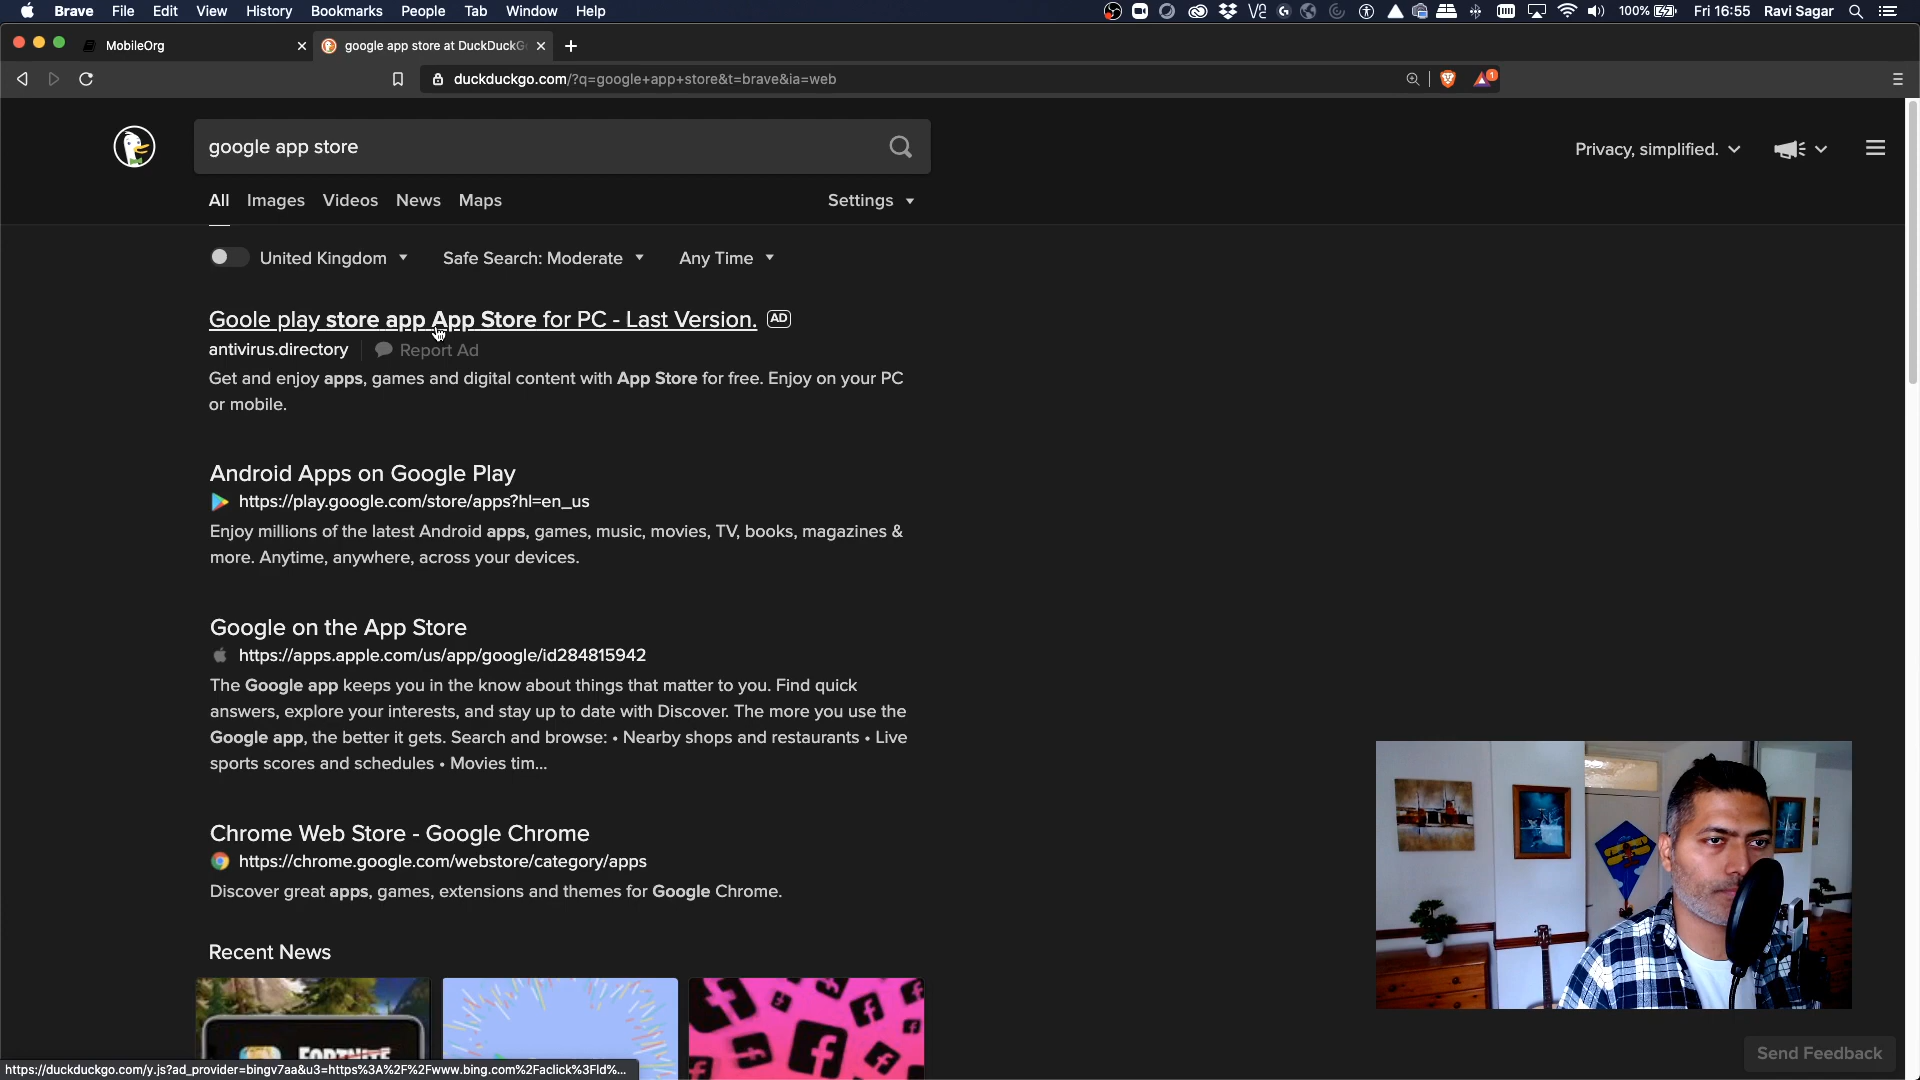 Brave File Edit View History Bookmarks People Tab Window Help
100% Fri 16:55 Ravi Sagar
MobileOrg
google app store at DuckDuckG
duckduckgo.com/?q=google+app+store&t=brave&ia=web
1
google app store
Privacy, simplified.
All Images Videos News Maps Settings
United Kingdom Safe Search: Moderate Any Time
Goole play store app App Store for PC - Last Version. AD
antivirus.directory Report Ad
Get and enjoy apps, games and digital content with App Store for free. Enjoy on your PC
or mobile.
Android Apps on Google Play
https://play.google.com/store/apps?hl=en_us
Enjoy millions of the latest Android apps, games, music, movies, TV, books, magazines &
more. Anytime, anywhere, across your devices.
Google on the App Store
https://apps.apple.com/us/app/google/id284815942
The Google app keeps you in the know about things that matter to you. Find quick
answers, explore your interests, and stay up to date with Discover. The more you use the
Google app, the better it gets. Search and browse: • Nearby shops and restaurants • Live
sports scores and schedules • Movies tim...
Chrome Web Store - Google Chrome
https://chrome.google.com/webstore/category/apps
Discover great apps, games, extensions and themes for Google Chrome.
Recent News
FORTNITE
Send Feedback
https://duckduckgo.com/y.js?ad_provider=bingv7aa&u3=https%3A%2F%2Fwww.bing.com%2Faclick%3Fld%...